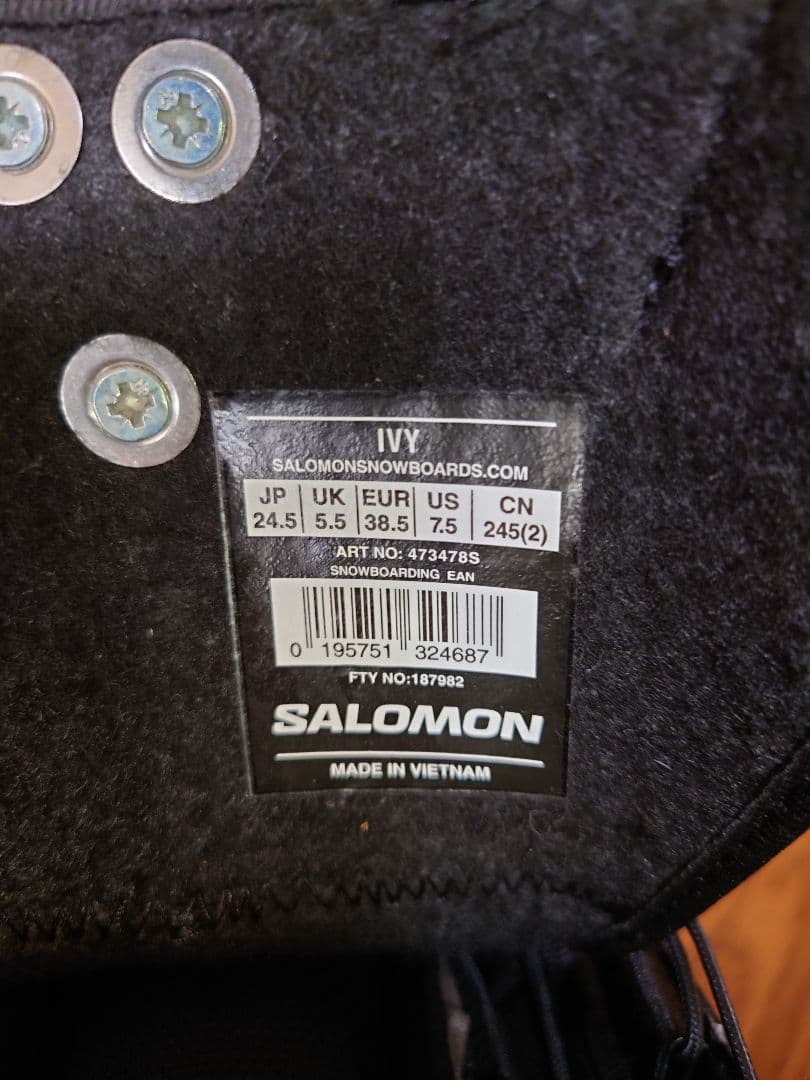 IVY
SALOMONSNOWBOARDS.COM
JP UK EUR US CN
24.5 5.5 38.5 7.5 245(2)
ART NO: 473478S
SNOWBOARDING EAN
0 195751 324687
FTY NO:187982
SALOMON
MADE IN VIETNAM